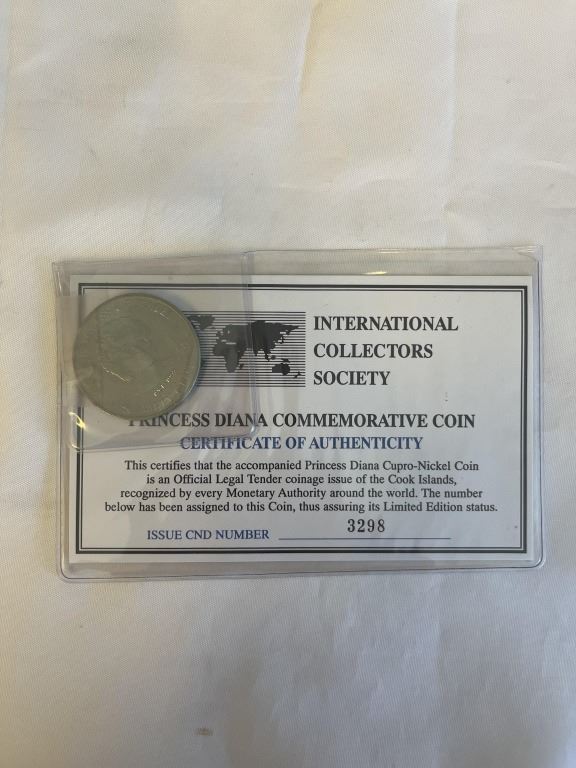 INTERNATIONAL
COLLECTORS
SOCIETY
PRINCESS DIANA COMMEMORATIVE COIN
CERTIFICATE OF AUTHENTICITY
This certifies that the accompanied Princess Diana Cupro-Nickel Coin
is an Official Legal Tender coinage issue of the Cook Islands,
recognized by every Monetary Authority around the world. The number
below has been assigned to this Coin, thus assuring its Limited Edition status.
ISSUE CND NUMBER 3298